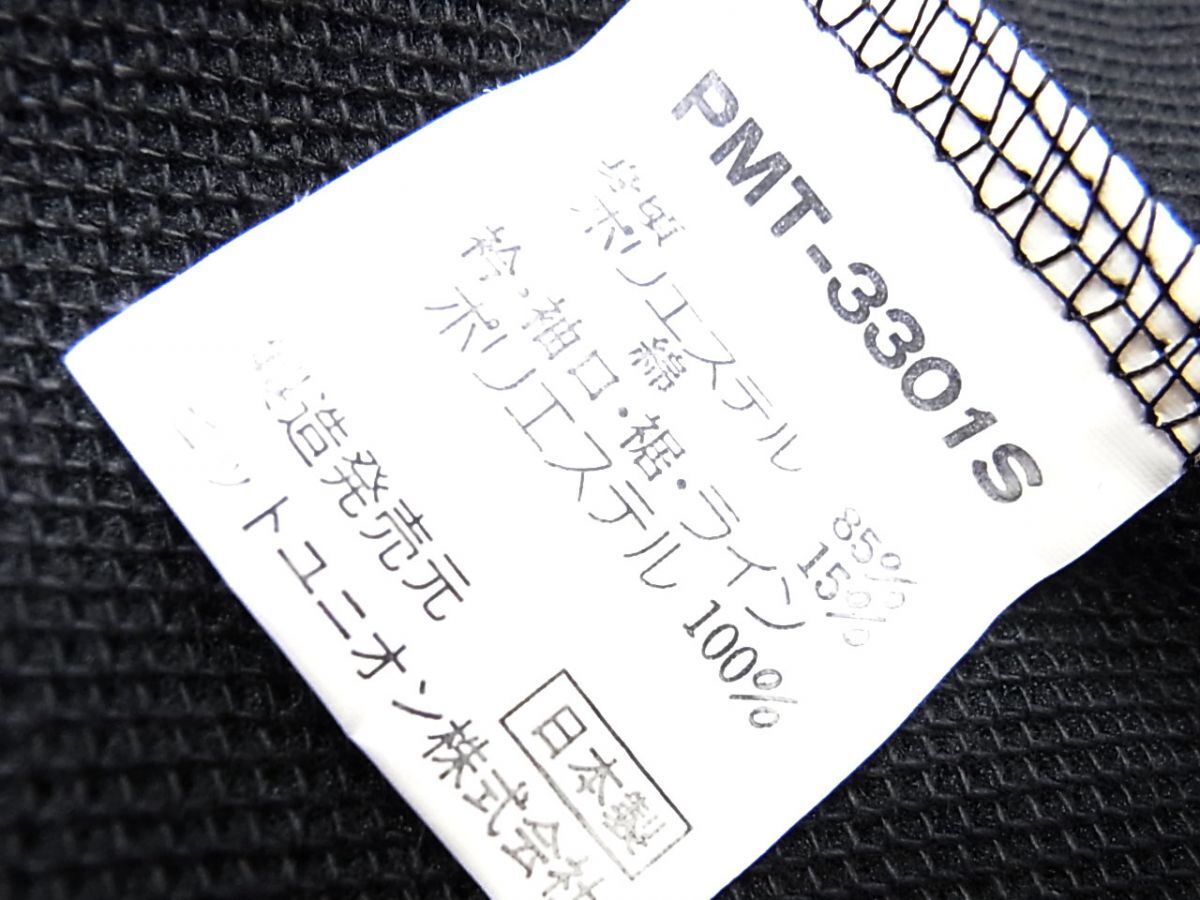 PMT-3301S
ポリエステル 85%
綿 15%
衿・袖口・裾・ライン
ポリエステル 100%
日本製
製造発売元
ニットユニオン株式会社